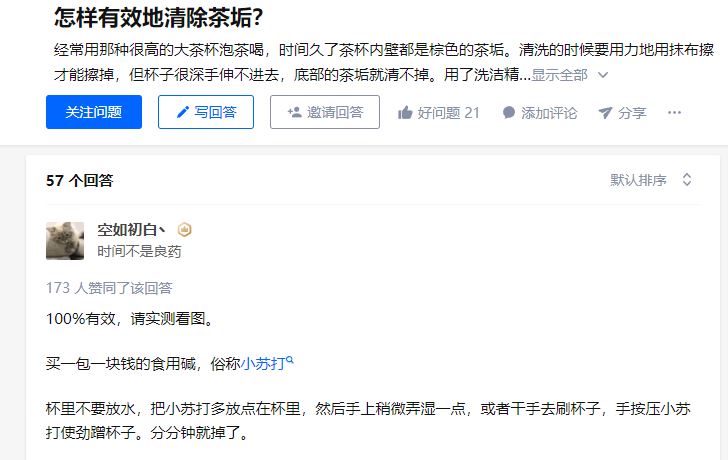 怎样有效地清除茶垢？
经常用那种很高的大茶杯泡茶喝，时间久了茶杯内壁都是棕色的茶垢。清洗的时候要用力地用抹布擦
才能擦掉，但杯子很深手伸不进去，底部的茶垢就清不掉。用了洗洁精...显示全部
关注问题 写回答 邀请回答 好问题 21 添加评论 分享 ...
57 个回答 默认排序
空如初白丶
时间不是良药
173 人赞同了该回答
100%有效，请实测看图。
买一包一块钱的食用碱，俗称小苏打
杯里不要放水，把小苏打多放点在杯里，然后手上稍微弄湿一点，或者干手去刷杯子，手按压小苏
打使劲蹭杯子。分分钟就掉了。